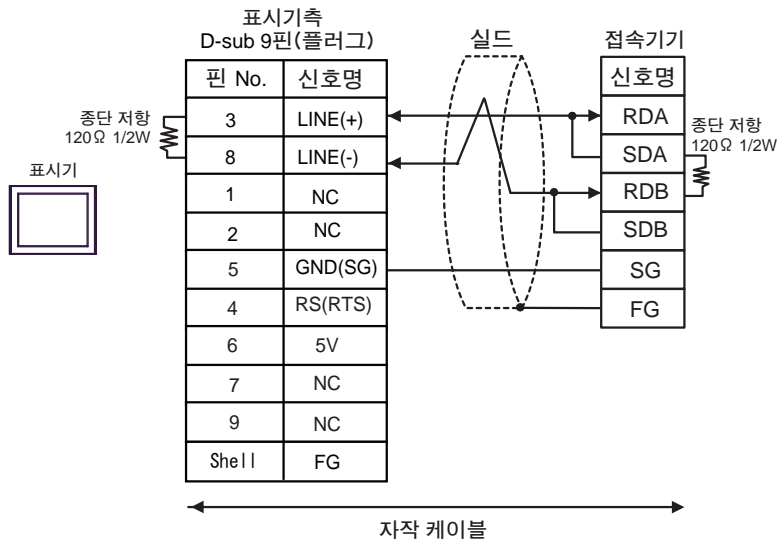 표시기측
D-sub 9핀(플러그)
실드
접속기기
핀 No. 신호명
신호명
3 LINE(+)
RDA
종단 저항
120Ω 1/2W
종단 저항
120Ω 1/2W
8 LINE(-)
SDA
표시기
1 NC
RDB
2 NC
SDB
5 GND(SG)
SG
4 RS(RTS)
FG
6 5V
7 NC
9 NC
Shell FG
자작 케이블